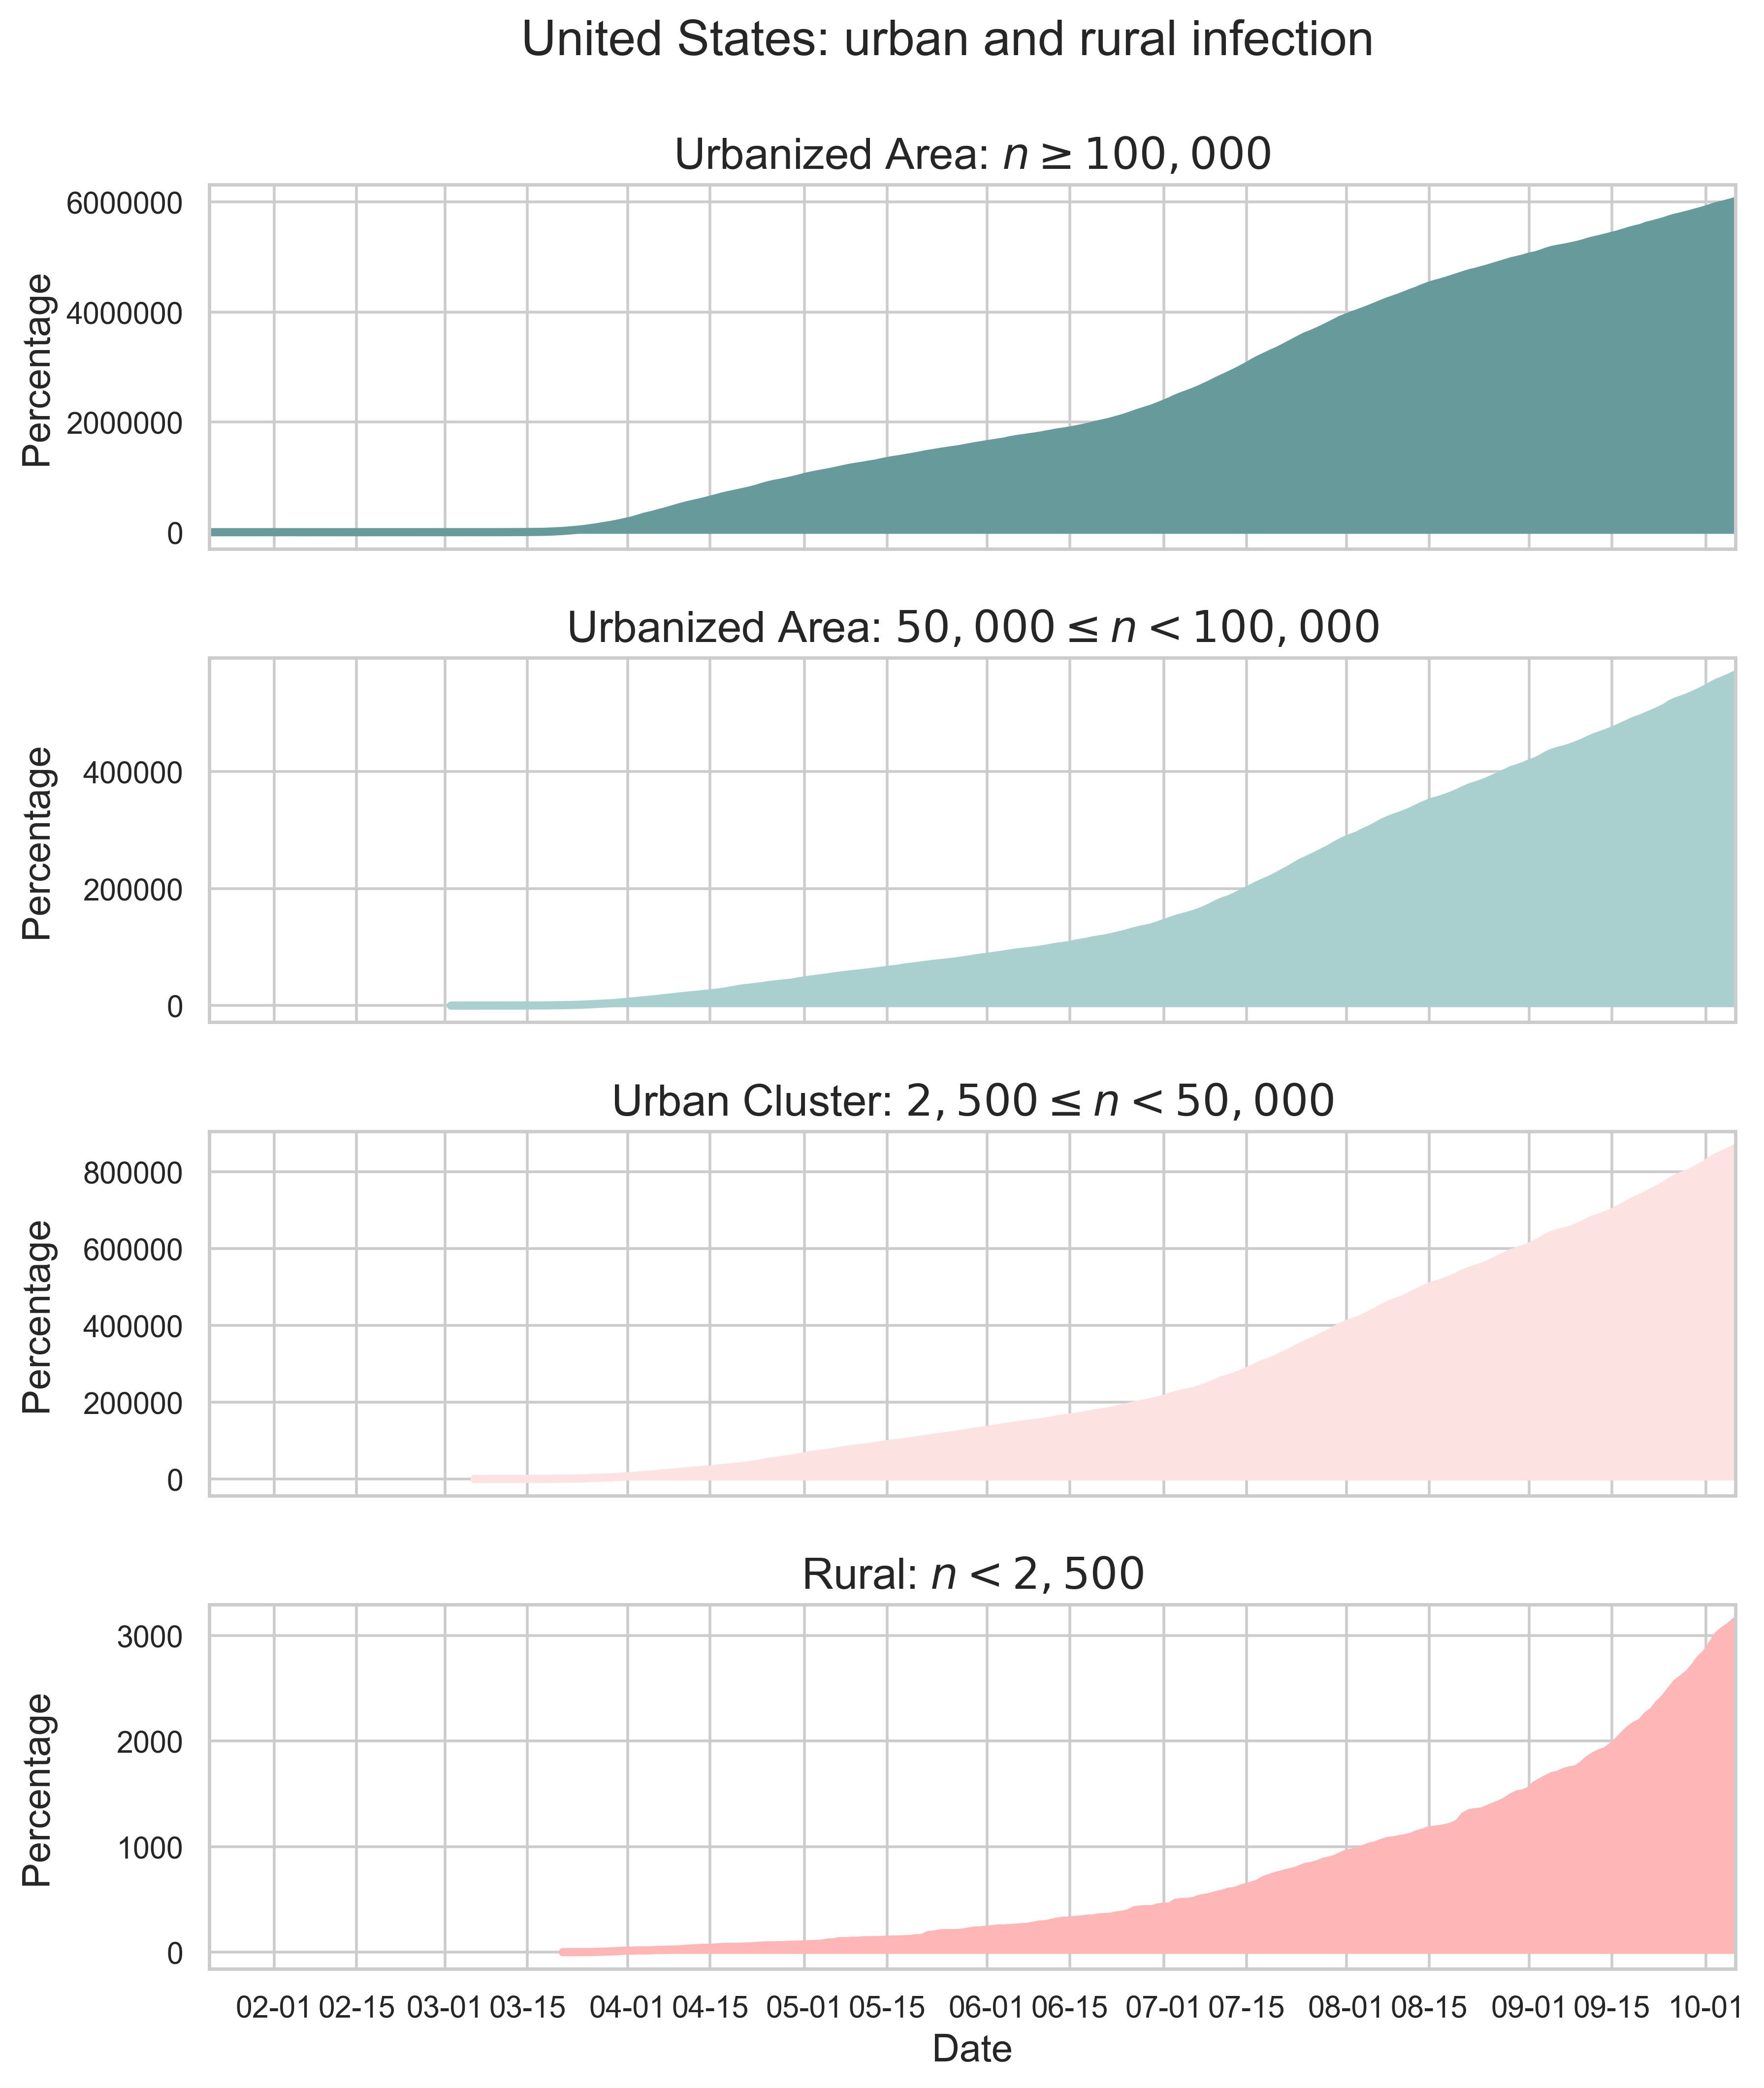 United States: urban and rural infection
Urbanized Area: n ≥ 100,000
6000000
4000000
2000000
0
Percentage
Urbanized Area: 50,000 ≤ n < 100,000
400000
200000
0
Percentage
Urban Cluster: 2,500 ≤ n < 50,000
800000
600000
400000
200000
0
Percentage
Rural: n < 2,500
3000
2000
1000
0
Percentage
02-01 02-15 03-01 03-15 04-01 04-15 05-01 05-15 06-01 06-15 07-01 07-15 08-01 08-15 09-01 09-15 10-01
Date